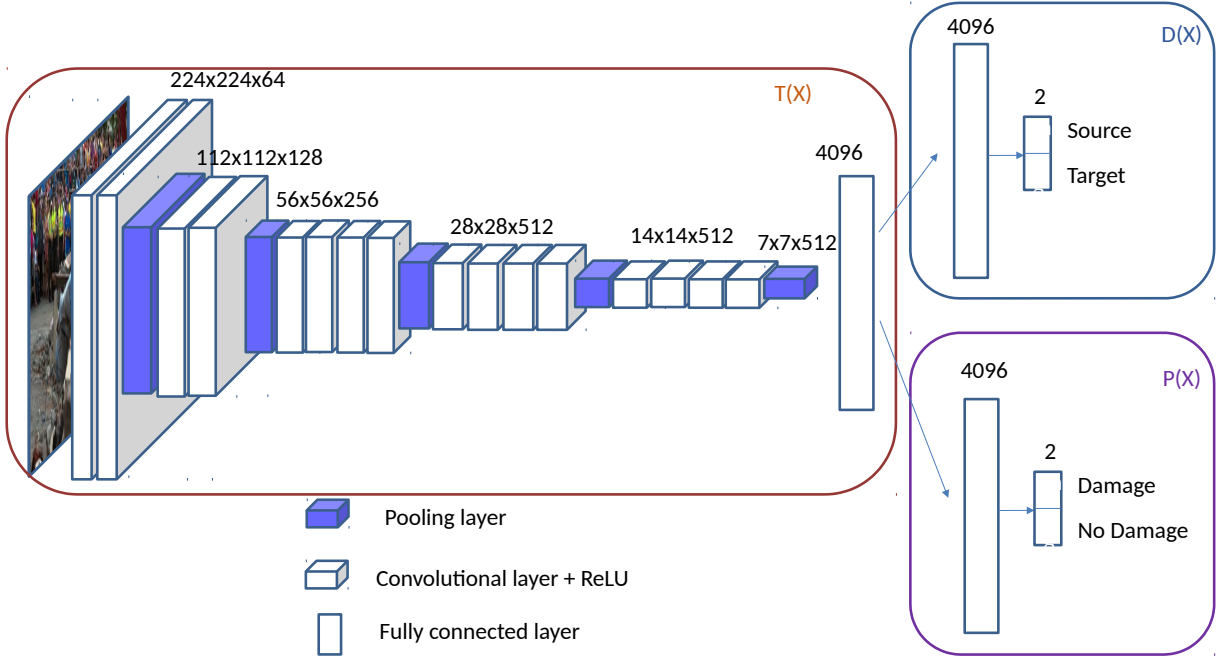 224x224x64
112x112x128
56x56x256
28x28x512
14x14x512
7x7x512
T(X)
4096
4096
D(X)
2
Source
Target
4096
P(X)
2
Damage
No Damage
Pooling layer
Convolutional layer + ReLU
Fully connected layer